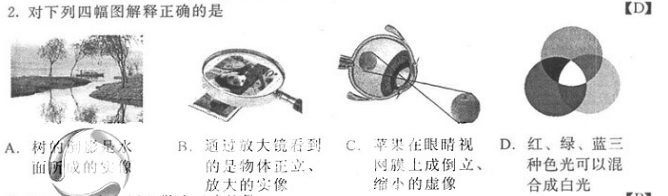 2. 对下列四幅图解释正确的是 【D】
A. 树的倒影是水
面所成的实像
B. 通过放大镜看到
的是物体正立、
放大的实像
C. 苹果在眼睛视
网膜上成倒立、
缩小的虚像
D. 红、绿、蓝三
种色光可以混
合成白光